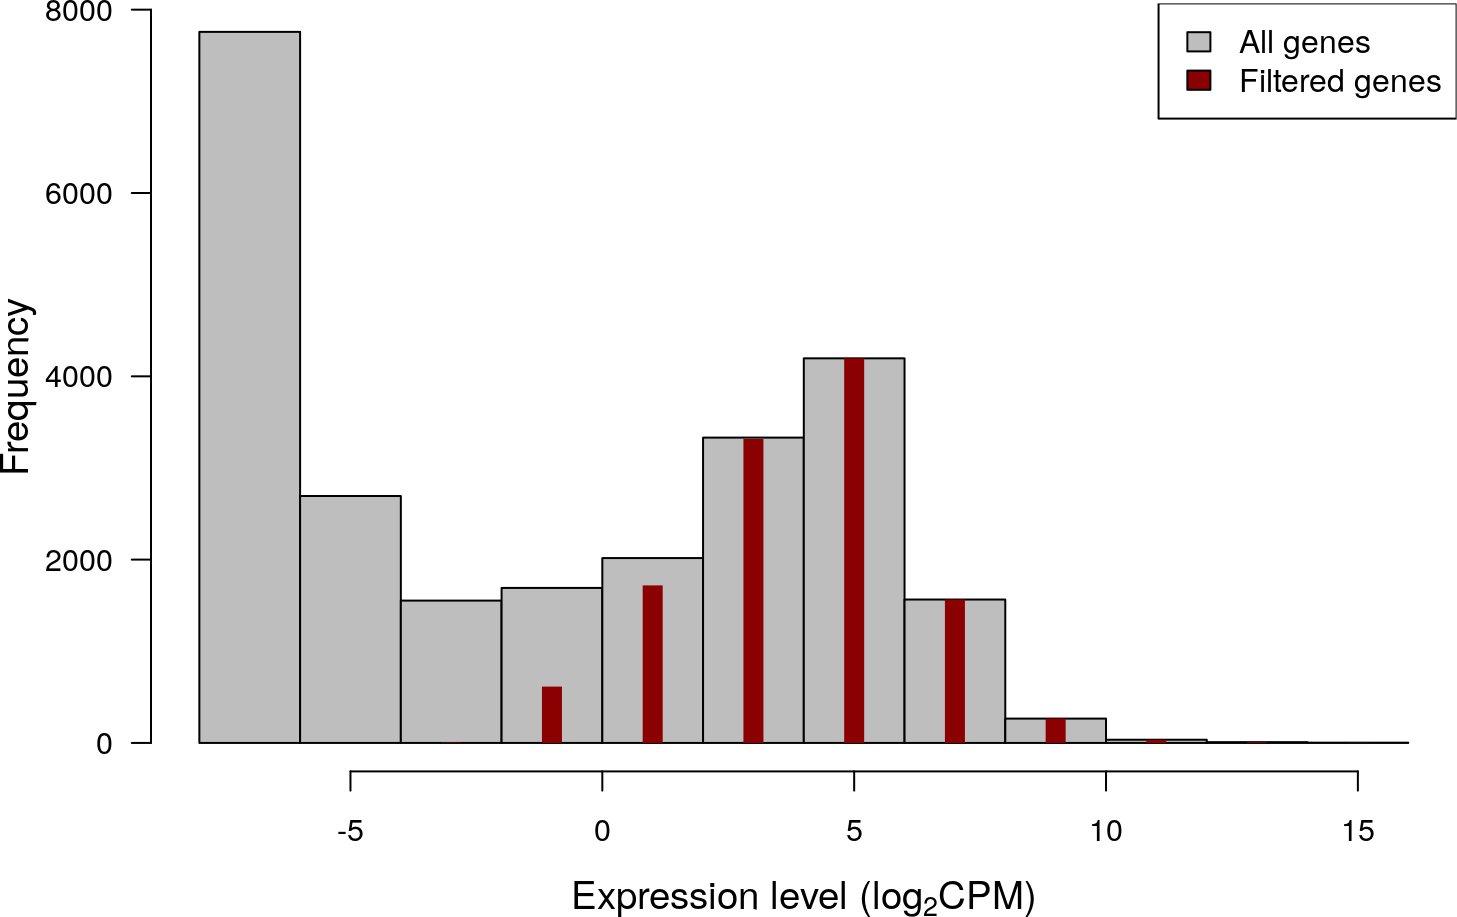 8000
6000
4000
2000
0
Frequency
All genes
Filtered genes
-5 0 5 10 15
Expression level (log₂CPM)